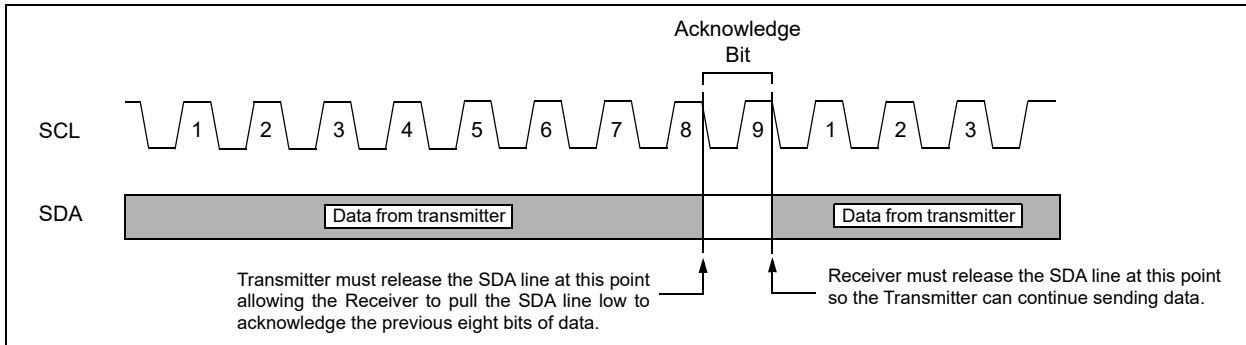 Acknowledge
Bit
SCL
1 2 3 4 5 6 7 8 9 1 2 3
SDA
Data from transmitter
Data from transmitter
Transmitter must release the SDA line at this point
allowing the Receiver to pull the SDA line low to
acknowledge the previous eight bits of data.
Receiver must release the SDA line at this point
so the Transmitter can continue sending data.